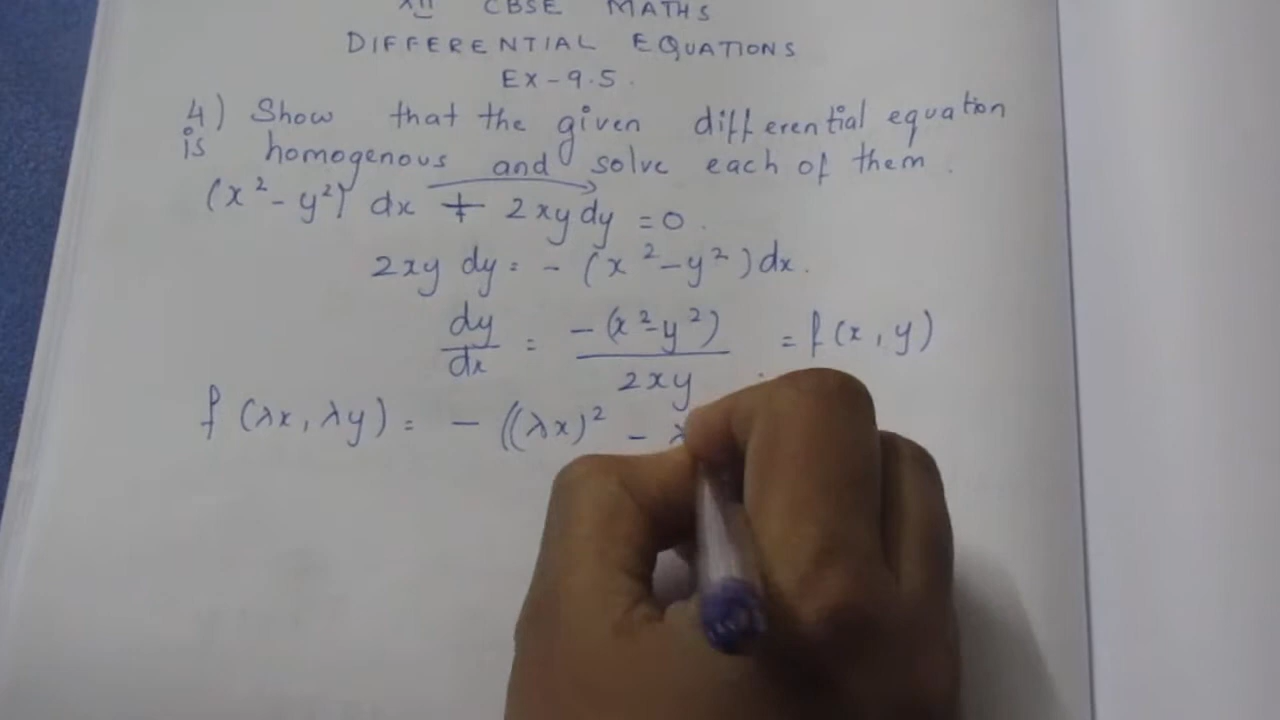 XII CBSE MATHS
DIFFERENTIAL EQUATIONS
EX-9.5.
4) Show that the given differential equation
is homogenous and solve each of them.
(x² - y²) dx + 2xy dy = 0.
2xy dy = - (x² - y²) dx.
dy/dx = -(x² - y²)/2xy = f(x, y)
f(λx, λy) = - ((λx)² - λ